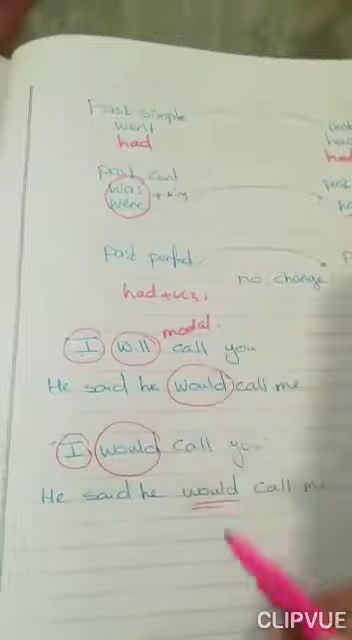 Past simple
went
had
Past cont
was
were + ing
Past perfect
no change
had + v3.
modal.
I will call you
He said he would call me
"I would call you"
He said he would call me
CLIPVUE